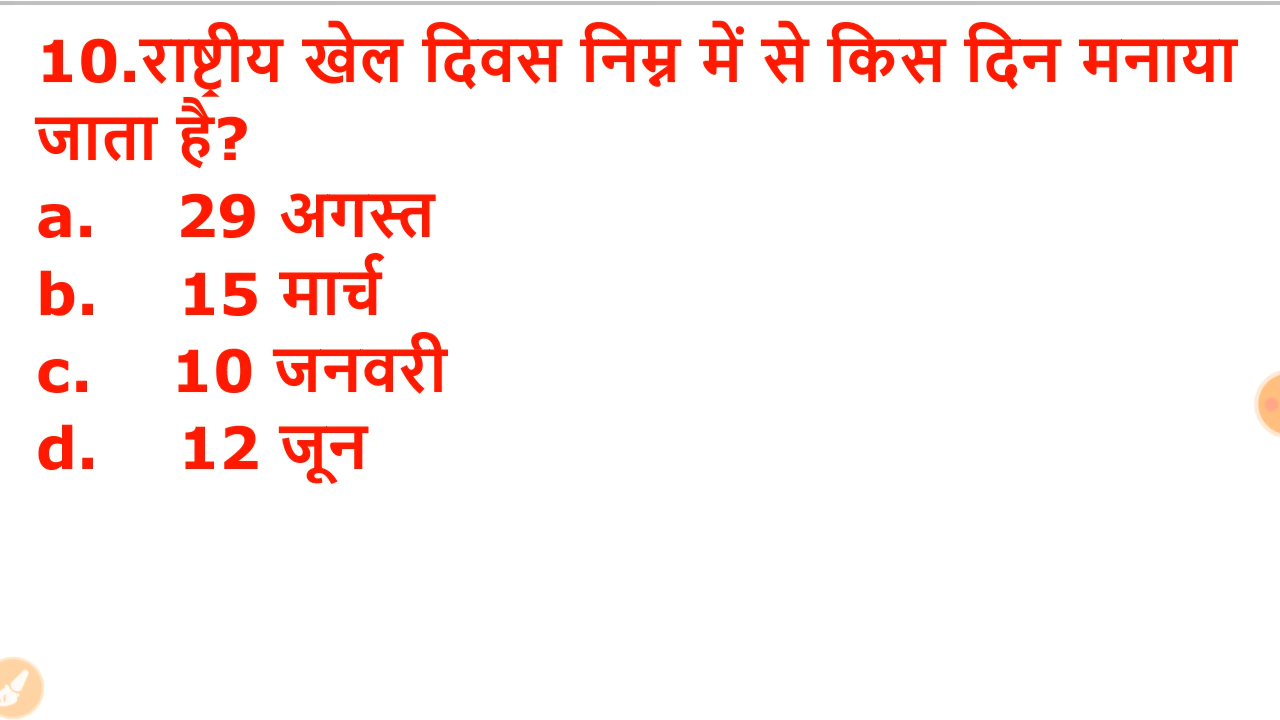 10.राष्ट्रीय खेल दिवस निम्न में से किस दिन मनाया
जाता है?
a. 29 अगस्त
b. 15 मार्च
c. 10 जनवरी
d. 12 जून